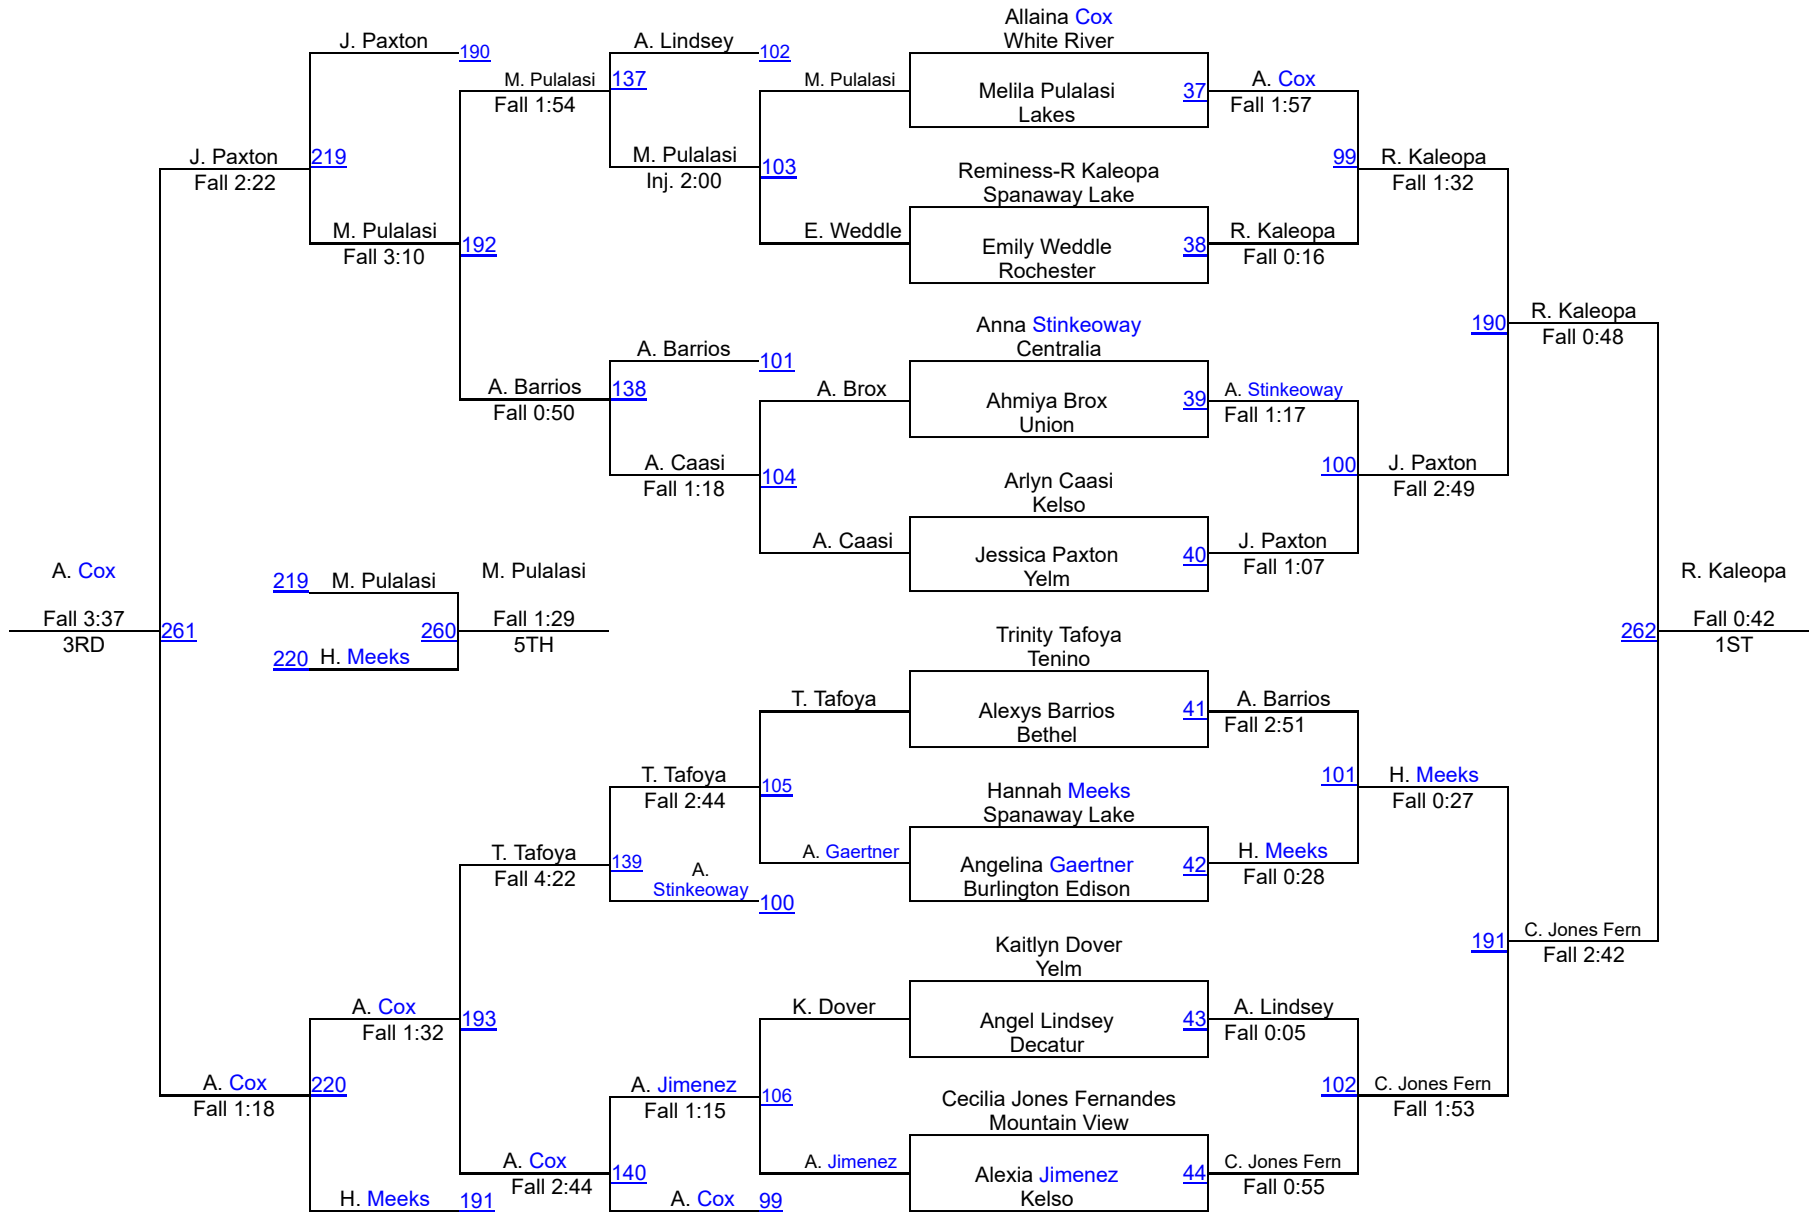 Allaina Cox
White River
J. Paxton
190
A. Lindsey
102
M. Pulalasi
Fall 1:54
137
M. Pulalasi
Melila Pulalasi
Lakes
37
A. Cox
Fall 1:57
J. Paxton
Fall 2:22
219
M. Pulalasi
Inj. 2:00
103
Reminess-R Kaleopa
Spanaway Lake
99
R. Kaleopa
Fall 1:32
M. Pulalasi
Fall 3:10
192
E. Weddle
Emily Weddle
Rochester
38
R. Kaleopa
Fall 0:16
190
R. Kaleopa
Fall 0:48
Anna Stinkeoway
Centralia
A. Barrios
101
A. Barrios
Fall 0:50
138
A. Brox
Ahmiya Brox
Union
39
A. Stinkeoway
Fall 1:17
A. Caasi
Fall 1:18
104
Arlyn Caasi
Kelso
100
J. Paxton
Fall 2:49
A. Caasi
Jessica Paxton
Yelm
40
J. Paxton
Fall 1:07
A. Cox
Fall 3:37
3RD
261
219
M. Pulalasi
220
H. Meeks
260
M. Pulalasi
Fall 1:29
5TH
262
R. Kaleopa
Fall 0:42
1ST
Trinity Tafoya
Tenino
T. Tafoya
Alexys Barrios
Bethel
41
A. Barrios
Fall 2:51
T. Tafoya
Fall 2:44
105
Hannah Meeks
Spanaway Lake
101
H. Meeks
Fall 0:27
T. Tafoya
Fall 4:22
139
A.
Stinkeoway
100
A. Gaertner
Angelina Gaertner
Burlington Edison
42
H. Meeks
Fall 0:28
191
C. Jones Fern
Fall 2:42
Kaitlyn Dover
Yelm
A. Cox
Fall 1:32
193
K. Dover
Angel Lindsey
Decatur
43
A. Lindsey
Fall 0:05
A. Cox
Fall 1:18
220
A. Jimenez
Fall 1:15
106
Cecilia Jones Fernandes
Mountain View
102
C. Jones Fern
Fall 1:53
A. Cox
Fall 2:44
140
A. Jimenez
Alexia Jimenez
Kelso
44
C. Jones Fern
Fall 0:55
H. Meeks
191
A. Cox
99